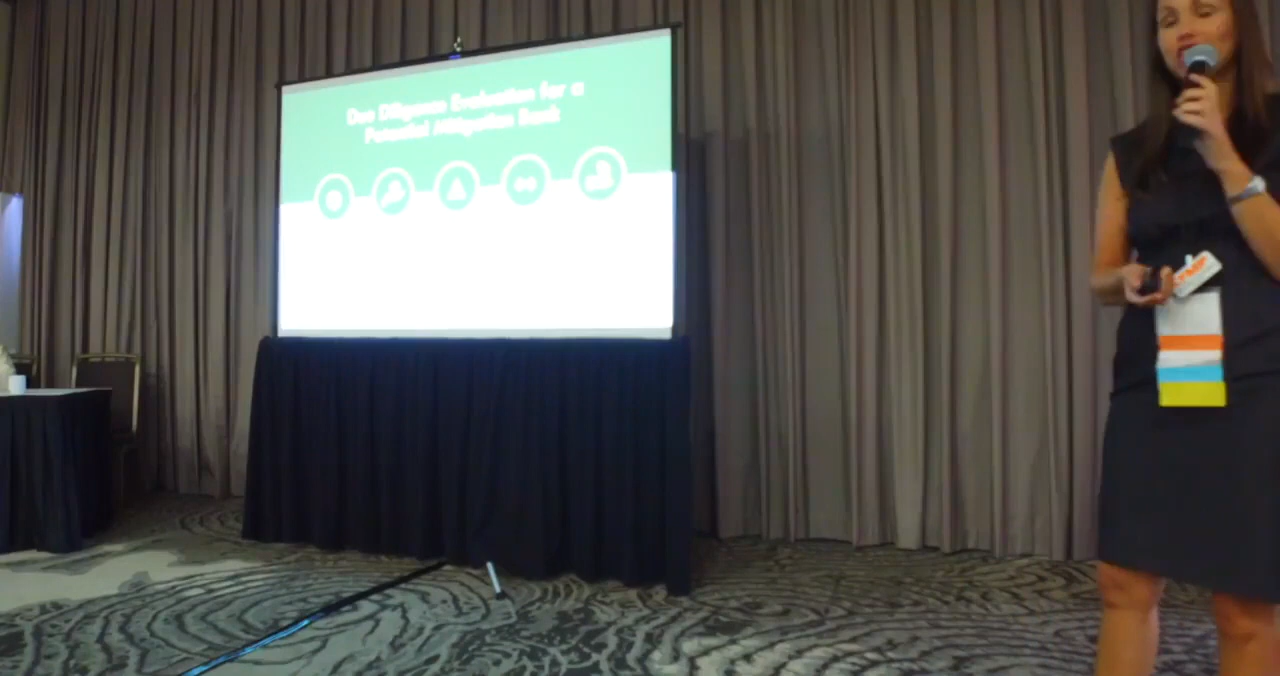 Due Diligence Evaluation for a
Potential Mitigation Bank